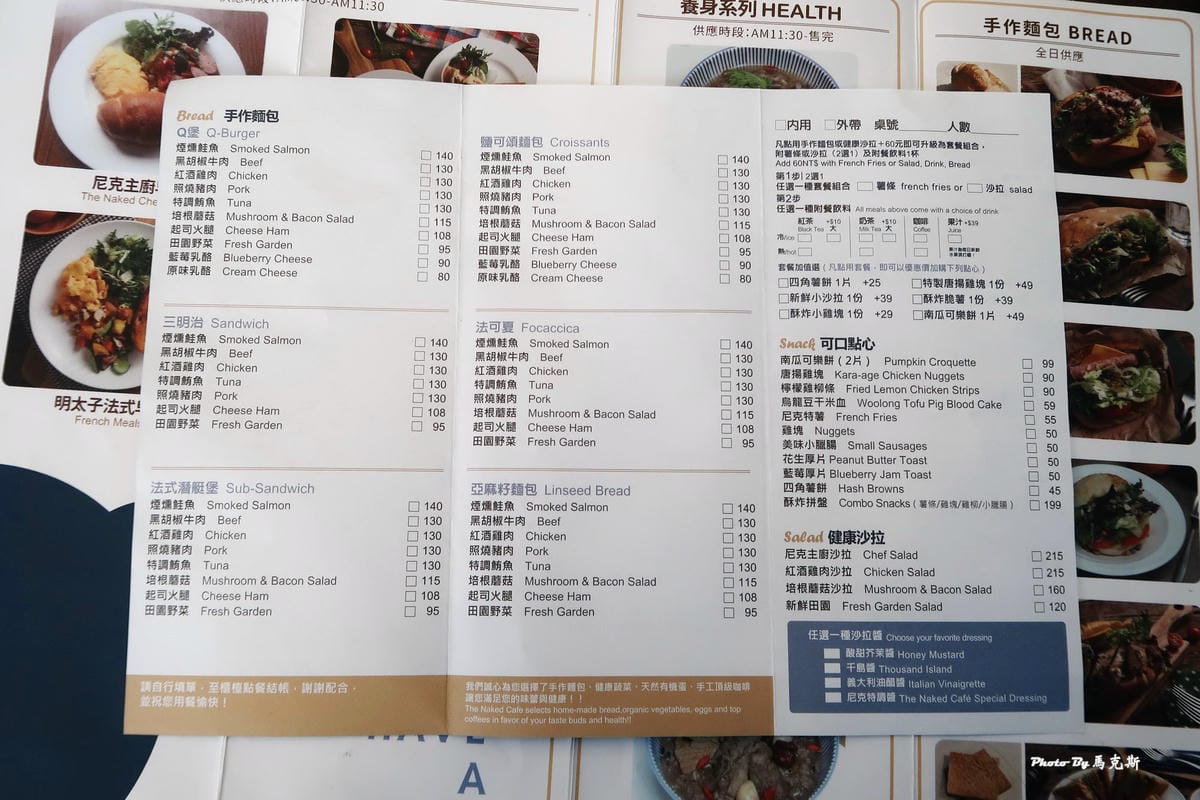 供應時段:AM11:30
養身系列 HEALTH
供應時段:AM11:30-售完
手作麵包 BREAD
全日供應
尼克主廚
The Naked Che
明太子法式
French Meals
Bread 手作麵包
Q堡 Q-Burger
煙燻鮭魚 Smoked Salmon □ 140
黑胡椒牛肉 Beef □ 130
紅酒雞肉 Chicken □ 130
照燒豬肉 Pork □ 130
特調鮪魚 Tuna □ 130
培根蘑菇 Mushroom & Bacon Salad □ 115
起司火腿 Cheese Ham □ 108
田園野菜 Fresh Garden □ 95
藍莓乳酪 Blueberry Cheese □ 90
原味乳酪 Cream Cheese □ 80
三明治 Sandwich
煙燻鮭魚 Smoked Salmon □ 140
黑胡椒牛肉 Beef □ 130
紅酒雞肉 Chicken □ 130
特調鮪魚 Tuna □ 130
照燒豬肉 Pork □ 130
起司火腿 Cheese Ham □ 108
田園野菜 Fresh Garden □ 95
法式潛艇堡 Sub-Sandwich
煙燻鮭魚 Smoked Salmon □ 140
黑胡椒牛肉 Beef □ 130
紅酒雞肉 Chicken □ 130
照燒豬肉 Pork □ 130
特調鮪魚 Tuna □ 130
培根蘑菇 Mushroom & Bacon Salad □ 115
起司火腿 Cheese Ham □ 108
田園野菜 Fresh Garden □ 95
請自行填單,至櫃檯點餐結帳,謝謝配合,
並祝您用餐愉快!
鹽可頌麵包 Croissants
煙燻鮭魚 Smoked Salmon □ 140
黑胡椒牛肉 Beef □ 130
紅酒雞肉 Chicken □ 130
照燒豬肉 Pork □ 130
特調鮪魚 Tuna □ 130
培根蘑菇 Mushroom & Bacon Salad □ 115
起司火腿 Cheese Ham □ 108
田園野菜 Fresh Garden □ 95
藍莓乳酪 Blueberry Cheese □ 90
原味乳酪 Cream Cheese □ 80
法可夏 Focaccica
煙燻鮭魚 Smoked Salmon □ 140
黑胡椒牛肉 Beef □ 130
紅酒雞肉 Chicken □ 130
特調鮪魚 Tuna □ 130
照燒豬肉 Pork □ 130
培根蘑菇 Mushroom & Bacon Salad □ 115
起司火腿 Cheese Ham □ 108
田園野菜 Fresh Garden □ 95
亞麻籽麵包 Linseed Bread
煙燻鮭魚 Smoked Salmon □ 140
黑胡椒牛肉 Beef □ 130
紅酒雞肉 Chicken □ 130
照燒豬肉 Pork □ 130
特調鮪魚 Tuna □ 130
培根蘑菇 Mushroom & Bacon Salad □ 115
起司火腿 Cheese Ham □ 108
田園野菜 Fresh Garden □ 95
我們誠心為您選擇了手作麵包、健康蔬菜、天然有機蛋、手工頂級咖啡
讓您滿足您的味蕾與健康!!
The Naked Cafe selects home-made bread,organic vegetables, eggs and top
coffees in favor of your taste buds and health!!
□內用 □外帶 桌號______ 人數______
凡點用手作麵包或健康沙拉+60元即可升級為套餐組合,
附薯條或沙拉(2選1)及附餐飲料1杯
Add 60NT$ with French Fries or Salad, Drink, Bread
第1步| 2選1
任選一種套餐組合 □ 薯條 french fries or □ 沙拉 salad
第2步
任選一種附餐飲料 All meals above come with a choice of drink
紅茶 +$10 奶茶 +$10 咖啡 果汁 +$39
Black Tea 大 Milk Tea 大 Coffee Juice
冷/ice □ □ □ □ □ □
熱/hot □ □ □
套餐加值選(凡點用套餐,即可以優惠價加購下列點心)
□四角薯餅 1片 +25 □特製唐揚雞塊 1份 +49
□新鮮小沙拉 1份 +39 □酥炸脆薯 1份 +39
□酥炸小雞塊 1份 +29 □南瓜可樂餅 1片 +49
Snack 可口點心
南瓜可樂餅(2片) Pumpkin Croquette □ 99
唐揚雞塊 Kara-age Chicken Nuggets □ 90
檸檬雞柳條 Fried Lemon Chicken Strips □ 90
烏龍豆干米血 Woolong Tofu Pig Blood Cake □ 59
尼克特薯 French Fries □ 55
雞塊 Nuggets □ 50
美味小臘腸 Small Sausages □ 50
花生厚片 Peanut Butter Toast □ 50
藍莓厚片 Blueberry Jam Toast □ 50
四角薯餅 Hash Browns □ 45
酥炸拼盤 Combo Snacks(薯條/雞塊/雞柳/小臘腸) □ 199
Salad 健康沙拉
尼克主廚沙拉 Chef Salad □ 215
紅酒雞肉沙拉 Chicken Salad □ 215
培根蘑菇沙拉 Mushroom & Bacon Salad □ 160
新鮮田園 Fresh Garden Salad □ 120
任選一種沙拉醬 Choose your favorite dressing
酸甜芥茉醬 Honey Mustard
千島醬 Thousand Island
義大利油醋醬 Italian Vinaigrette
尼克特調醬 The Naked Café Special Dressing
A
Photo By 馬克斯